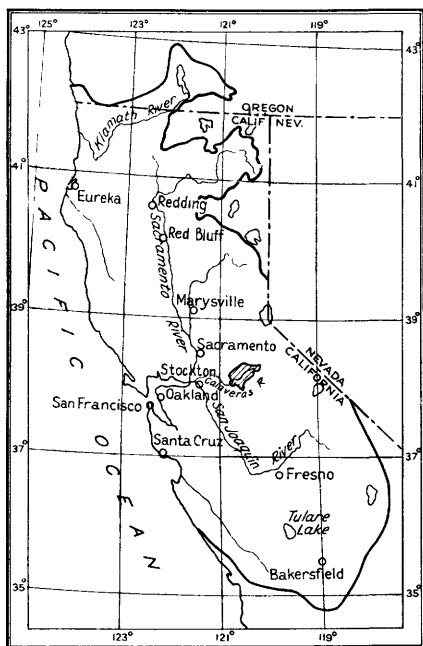 125° 123° 121° 119°
43° 43°
OREGON
CALIF NEV.
Klamath River
41° 41°
Eureka
Redding
Red Bluff
Sacramento River
PACIFIC OCEAN
Marysville
39° 39°
Sacramento
NEVADA
CALIFORNIA
Stockton
Calaveras R
Oakland
San Francisco
San Joaquin River
Santa Cruz
37° 37°
Fresno
Tulare
Lake
Bakersfield
35° 35°
123° 121° 119°